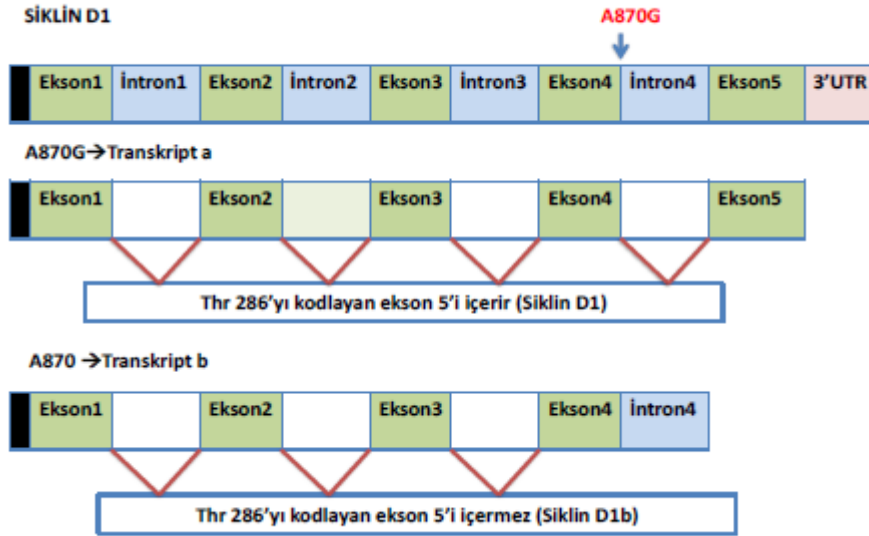 SİKLİN D1
A870G
Ekson1 İntron1 Ekson2 İntron2 Ekson3 İntron3 Ekson4 İntron4 Ekson5 3'UTR
A870G→Transkript a
Ekson1 Ekson2 Ekson3 Ekson4 Ekson5
Thr 286'yı kodlayan ekson 5'i içerir (Siklin D1)
A870 →Transkript b
Ekson1 Ekson2 Ekson3 Ekson4 İntron4
Thr 286'yı kodlayan ekson 5'i içermez (Siklin D1b)